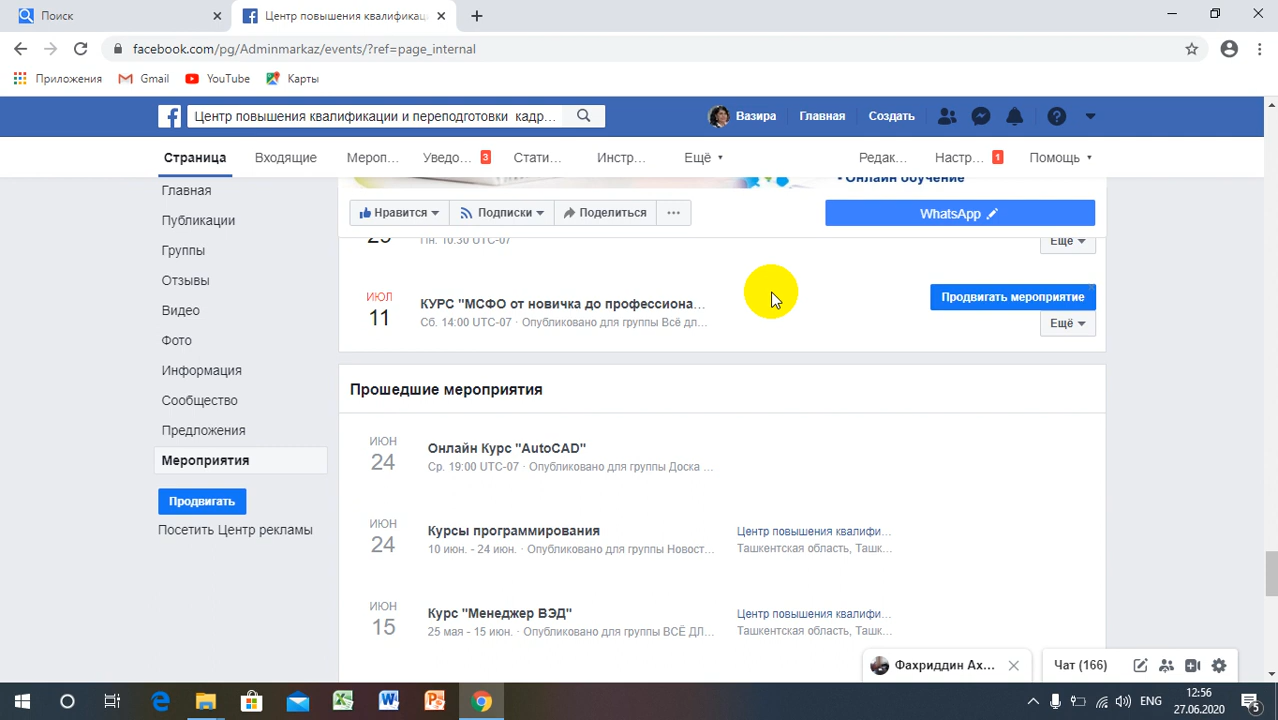 Поиск
Центр повышения квалификац
facebook.com/pg/Adminmarkaz/events/?ref=page_internal
Приложения Gmail YouTube Карты
Центр повышения квалификации и переподготовки кадр...
Вазира Главная Создать
Страница Входящие Мероп... Уведо... 3 Стати... Инстр... Ещё Редак... Настр... 1 Помощь
Главная
Публикации
Группы
Отзывы
Видео
Фото
Информация
Сообщество
Предложения
Мероприятия
Продвигать
Посетить Центр рекламы
- Онлайн обучение
Нравится Подписки Поделиться ...
WhatsApp
Пн. 10:30 UTC-07
Ещё
ИЮЛ
11
КУРС "МСФО от новичка до профессиона...
Сб. 14:00 UTC-07 · Опубликовано для группы Всё дл...
Продвигать мероприятие
Ещё
Прошедшие мероприятия
ИЮН
24
Онлайн Курс "AutoCAD"
Ср. 19:00 UTC-07 · Опубликовано для группы Доска ...
ИЮН
24
Курсы программирования
10 июн. - 24 июн. · Опубликовано для группы Новост...
Центр повышения квалифи...
Ташкентская область, Ташк...
ИЮН
15
Курс "Менеджер ВЭД"
25 мая - 15 июн. · Опубликовано для группы ВСЁ ДЛ...
Центр повышения квалифи...
Ташкентская область, Ташк...
Фахриддин Ах...
Чат (166)
ENG
12:56
27.06.2020
5